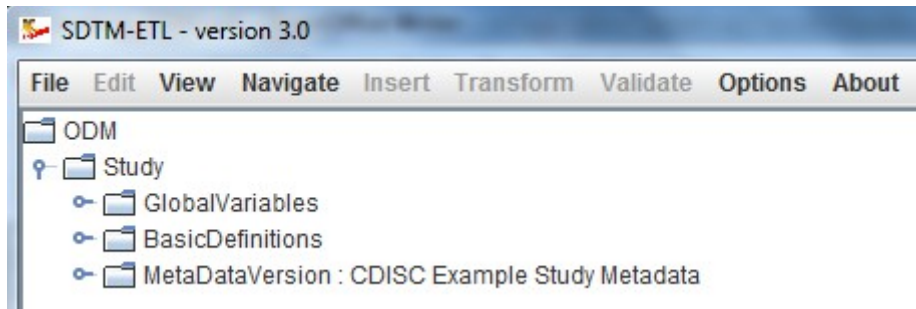 SDTM-ETL - version 3.0
File Edit View Navigate Insert Transform Validate Options About
ODM
Study
GlobalVariables
BasicDefinitions
MetaDataVersion : CDISC Example Study Metadata